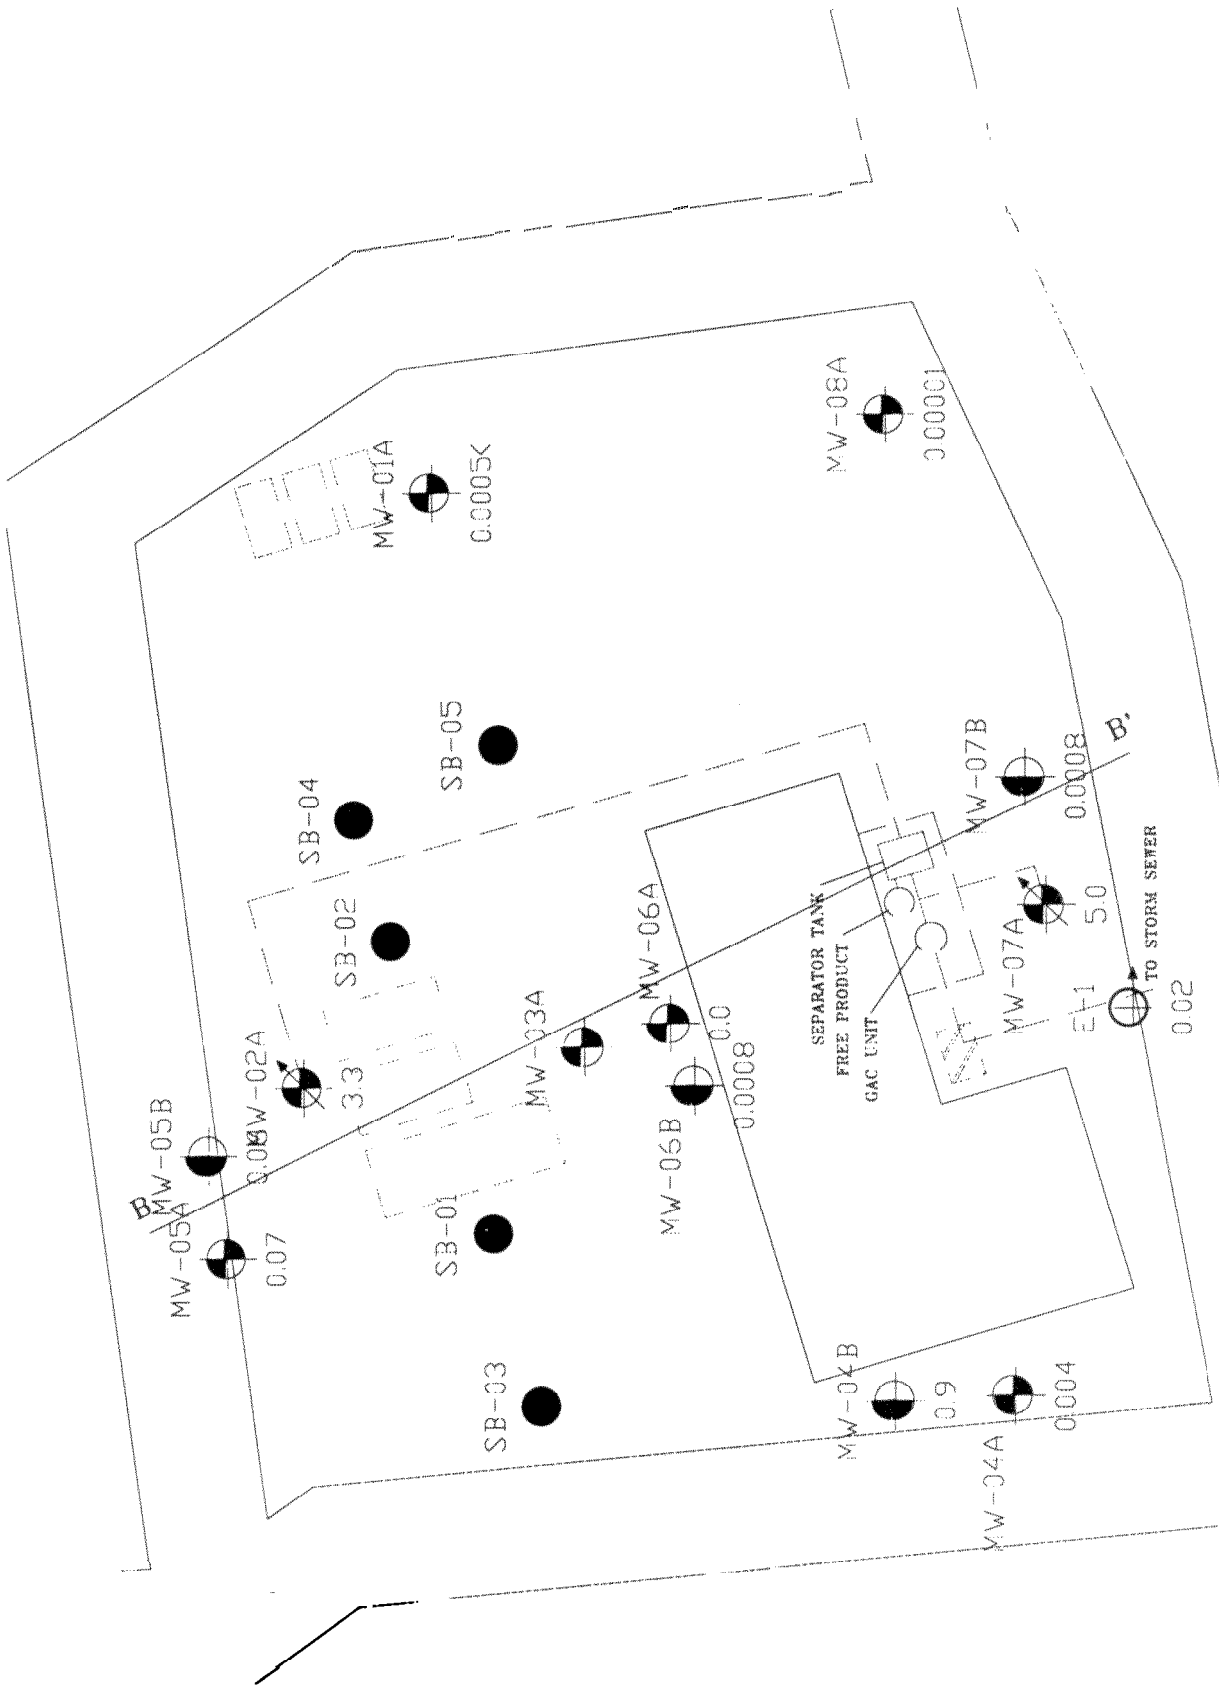 MW-08A
0.00001
MW-01A
0.0005K
SB-05
SB-04
MW-07B
0.0008
B'
SB-02
MW-06A
0.0
SEPARATOR TANK
FREE PRODUCT
GAC UNIT
MW-07A
5.0
TO STORM SEWER
E-1
0.02
MW-03A
MW-02A
3.3
MW-06B
0.0008
MW-05B
B
MW-05A
0.07
SB-01
SB-03
MW-04B
0.9
MW-04A
0.004